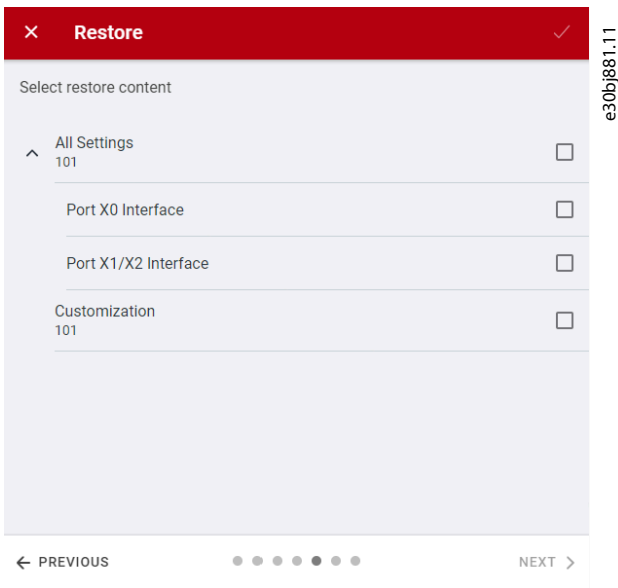 Restore
Select restore content
All Settings
101
Port X0 Interface
Port X1/X2 Interface
Customization
101
PREVIOUS
NEXT
e30bj881.11